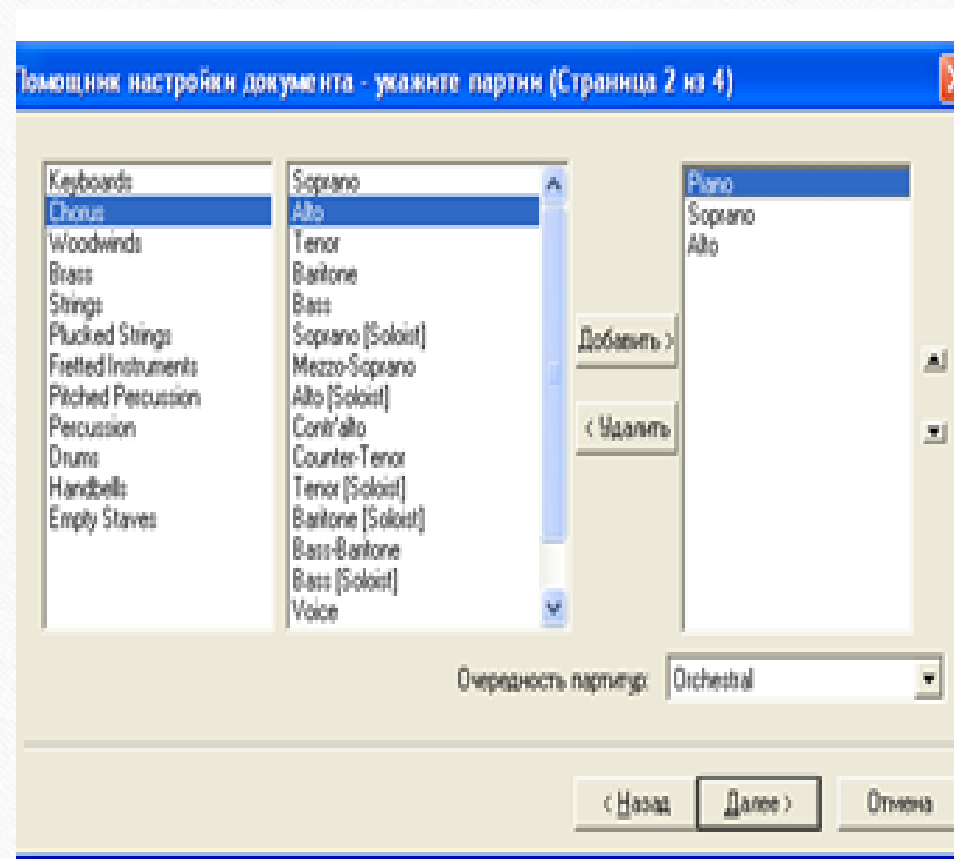 Помощник настройки документа - укажите партии (Страница 2 из 4)
Keyboards
Chorus
Woodwinds
Brass
Strings
Plucked Strings
Fretted Instruments
Pitched Percussion
Percussion
Drums
Handbells
Empty Staves
Soprano
Alto
Tenor
Baritone
Bass
Soprano [Soloist]
Mezzo-Soprano
Alto [Soloist]
Contr'alto
Counter-Tenor
Tenor [Soloist]
Baritone [Soloist]
Bass-Baritone
Bass [Soloist]
Voice
Добавить >
< Удалить
Piano
Soprano
Alto
Очередность партитур: Orchestral
< Назад
Далее >
Отмена